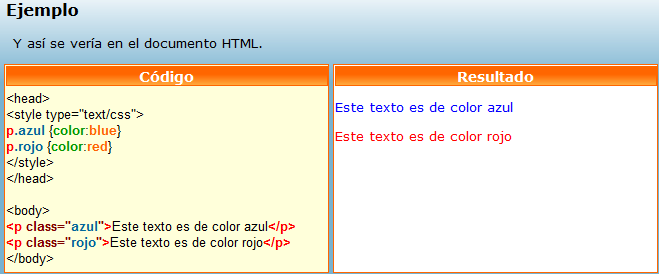 Ejemplo
Y así se vería en el documento HTML.
Código
<head>
<style type="text/css">
p.azul {color:blue}
p.rojo {color:red}
</style>
</head>
<body>
<p class="azul">Este texto es de color azul</p>
<p class="rojo">Este texto es de color rojo</p>
</body>
Resultado
Este texto es de color azul
Este texto es de color rojo